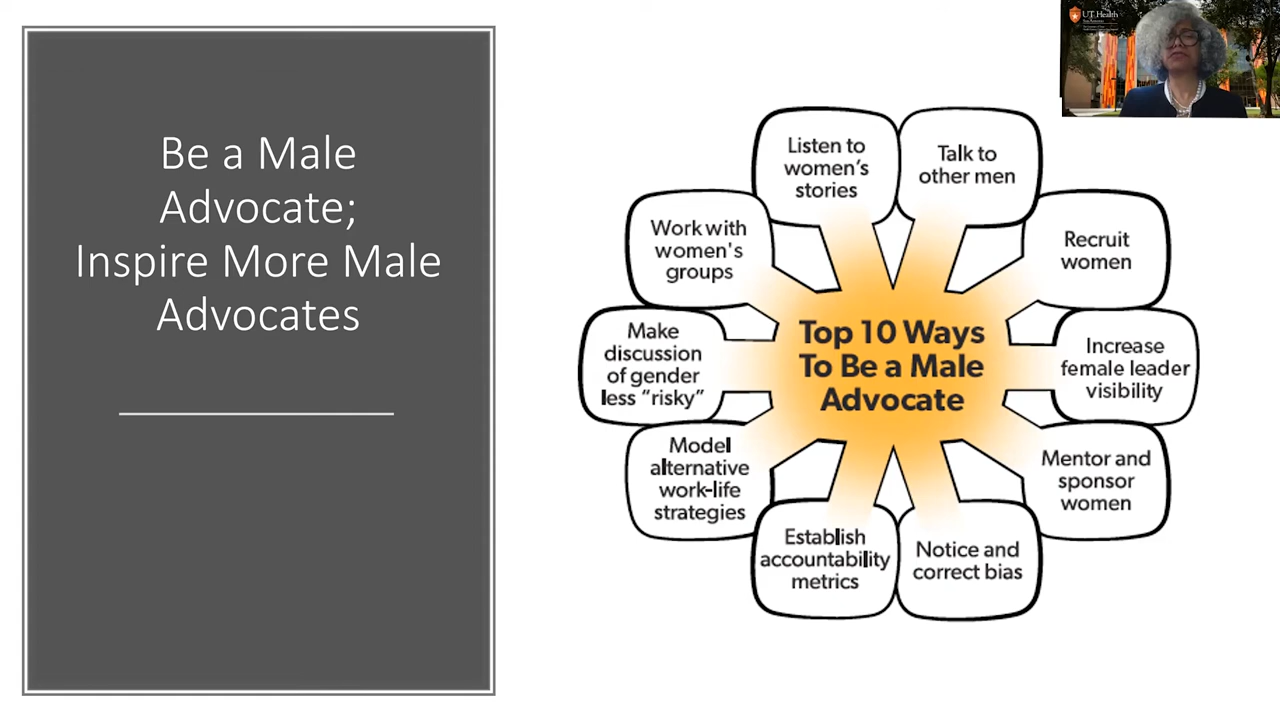 Be a Male
Advocate;
Inspire More Male
Advocates
UT Health
Listen to
women’s
stories
Talk to
other men
Recruit
women
Increase
female leader
visibility
Mentor and
sponsor
women
Notice and
correct bias
Establish
accountability
metrics
Model
alternative
work-life
strategies
Make
discussion
of gender
less “risky”
Work with
women's
groups
Top 10 Ways
To Be a Male
Advocate